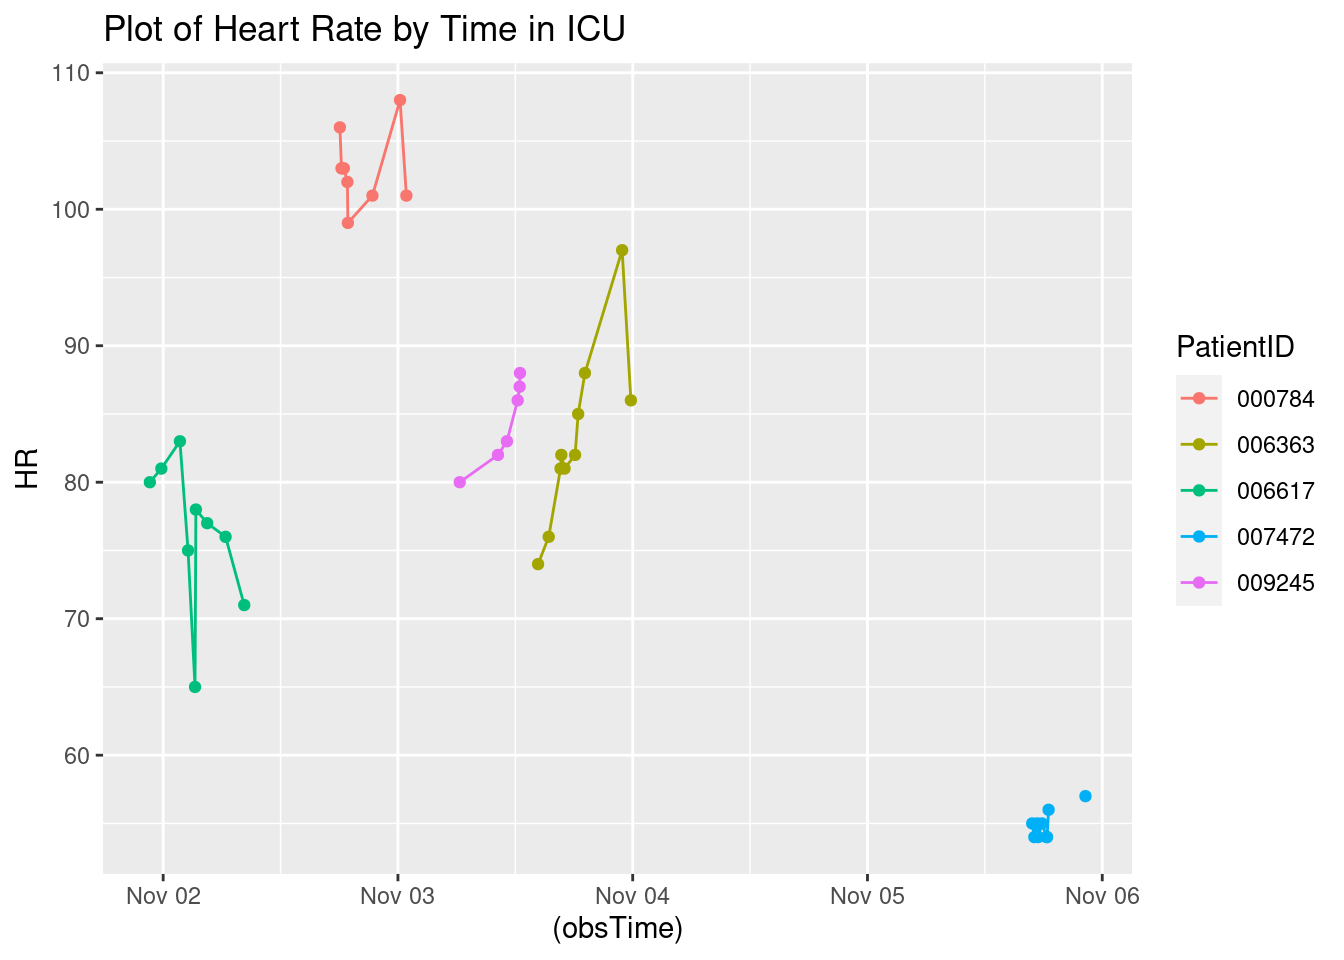 Plot of Heart Rate by Time in ICU
110
100
90
80
70
60
HR
Nov 02
Nov 03
Nov 04
Nov 05
Nov 06
(obsTime)
PatientID
000784
006363
006617
007472
009245